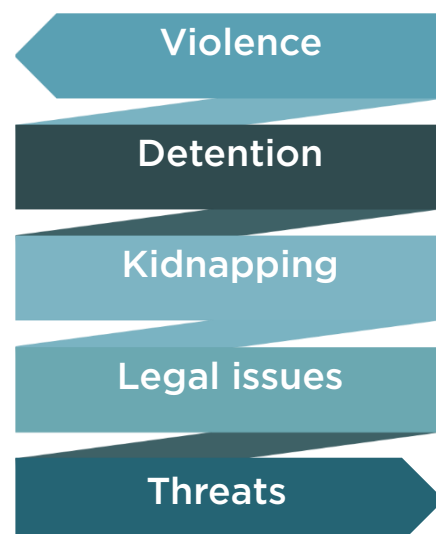 Violence
Detention
Kidnapping
Legal issues
Threats